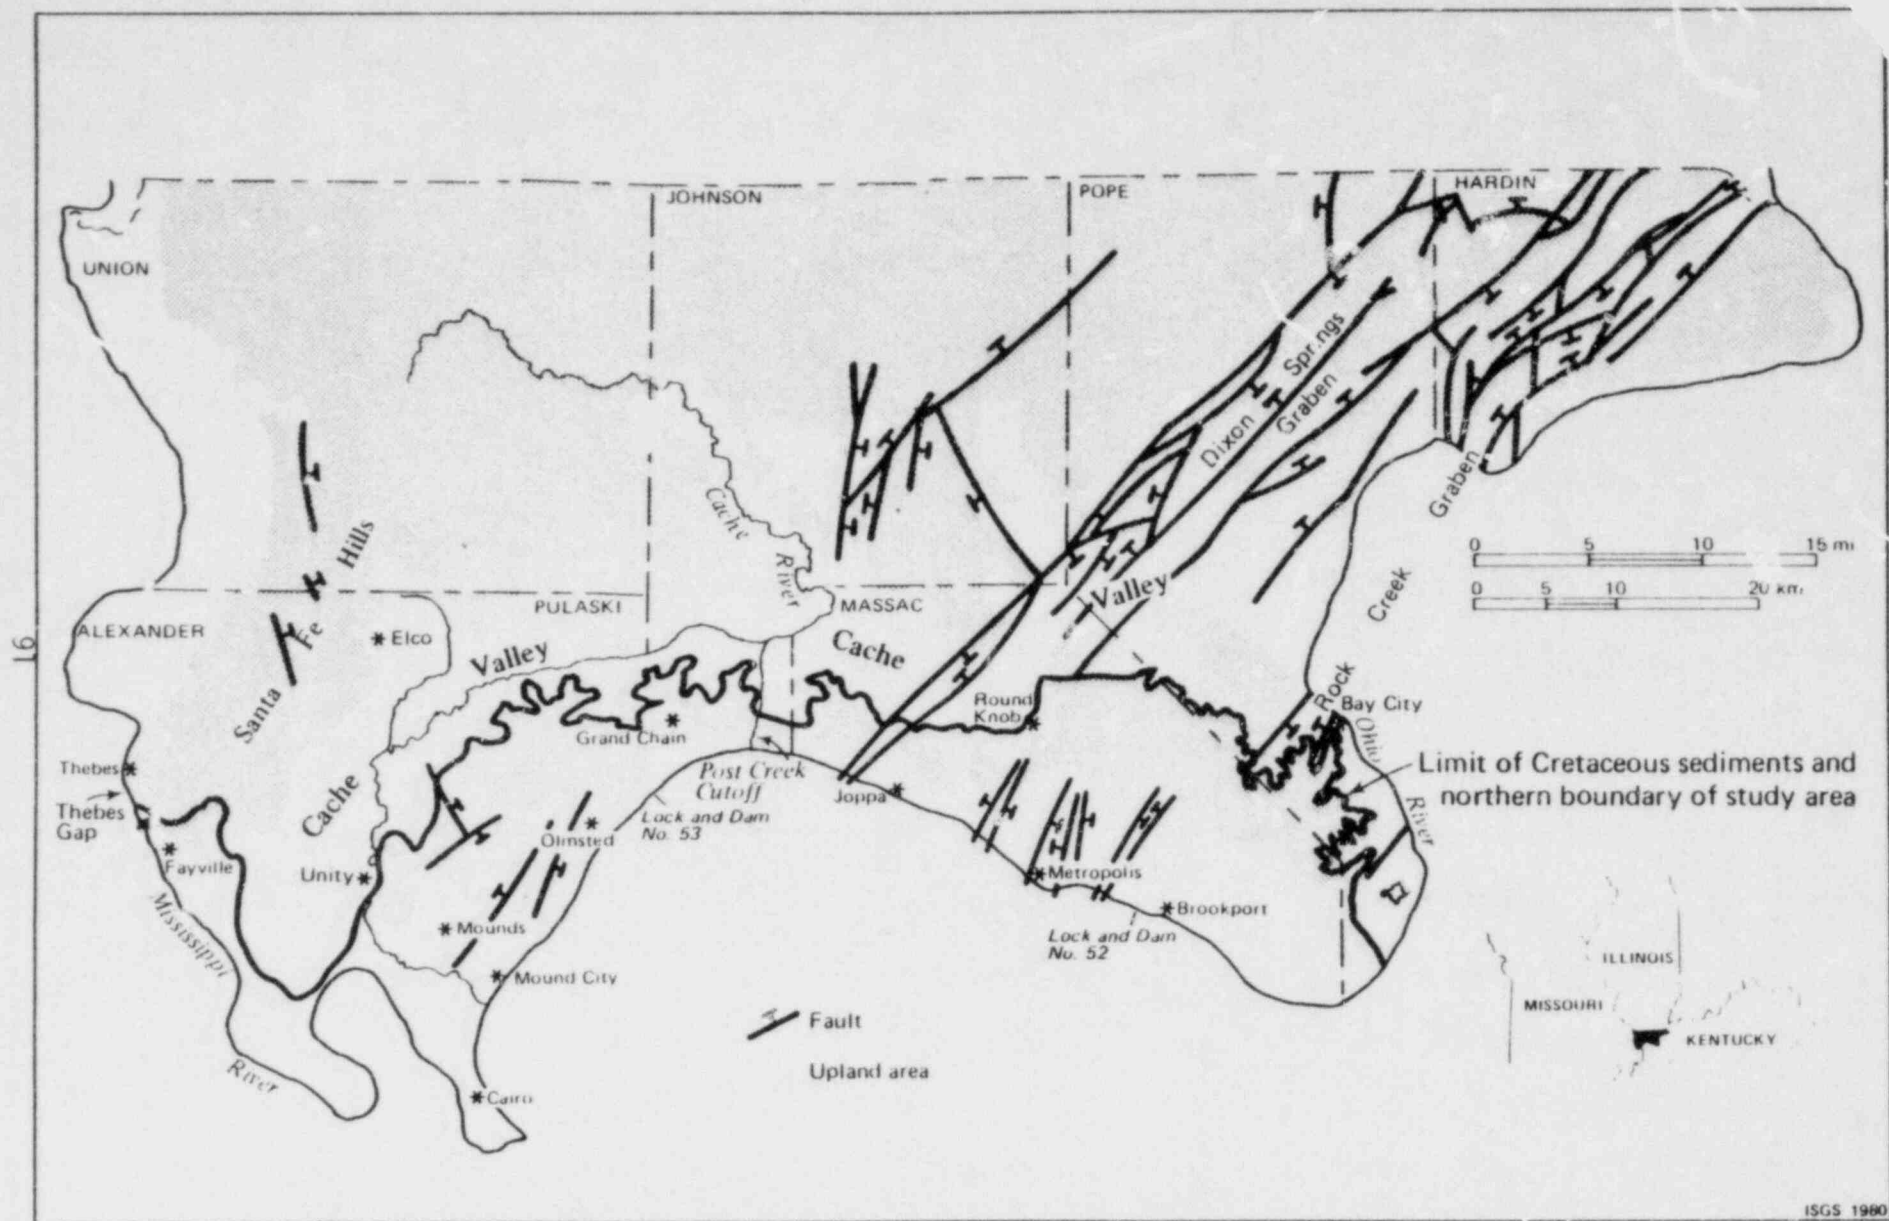 JOHNSON
POPE
HARDIN
UNION
Dixon Springs
Graben
Cache
River
Santa Fe Hills
Rock Creek Graben
0 5 10 15 mi
0 5 10 20 km
ALEXANDER
PULASKI
MASSAC
Elco
Cache Valley
Cache Valley
91
Round
Knob
Bay City
Grand Chain
Ohio River
Limit of Cretaceous sediments and
northern boundary of study area
Thebes
Thebes
Gap
Post Creek
Cutoff
Joppa
Lock and Dam
No. 53
Olmsted
Fayville
Unity
Metropolis
Mississippi River
Mounds
Brookport
Lock and Dam
No. 52
Mound City
ILLINOIS
MISSOURI
KENTUCKY
Fault
Upland area
Cairo
ISGS 1980